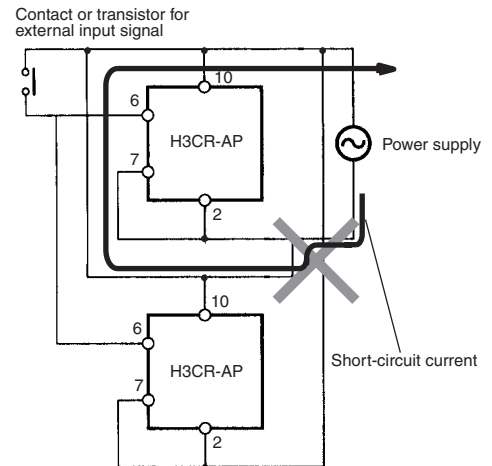 Contact or transistor for
external input signal
10
6
H3CR-AP
Power supply
7
2
10
6
Short-circuit current
H3CR-AP
7
2